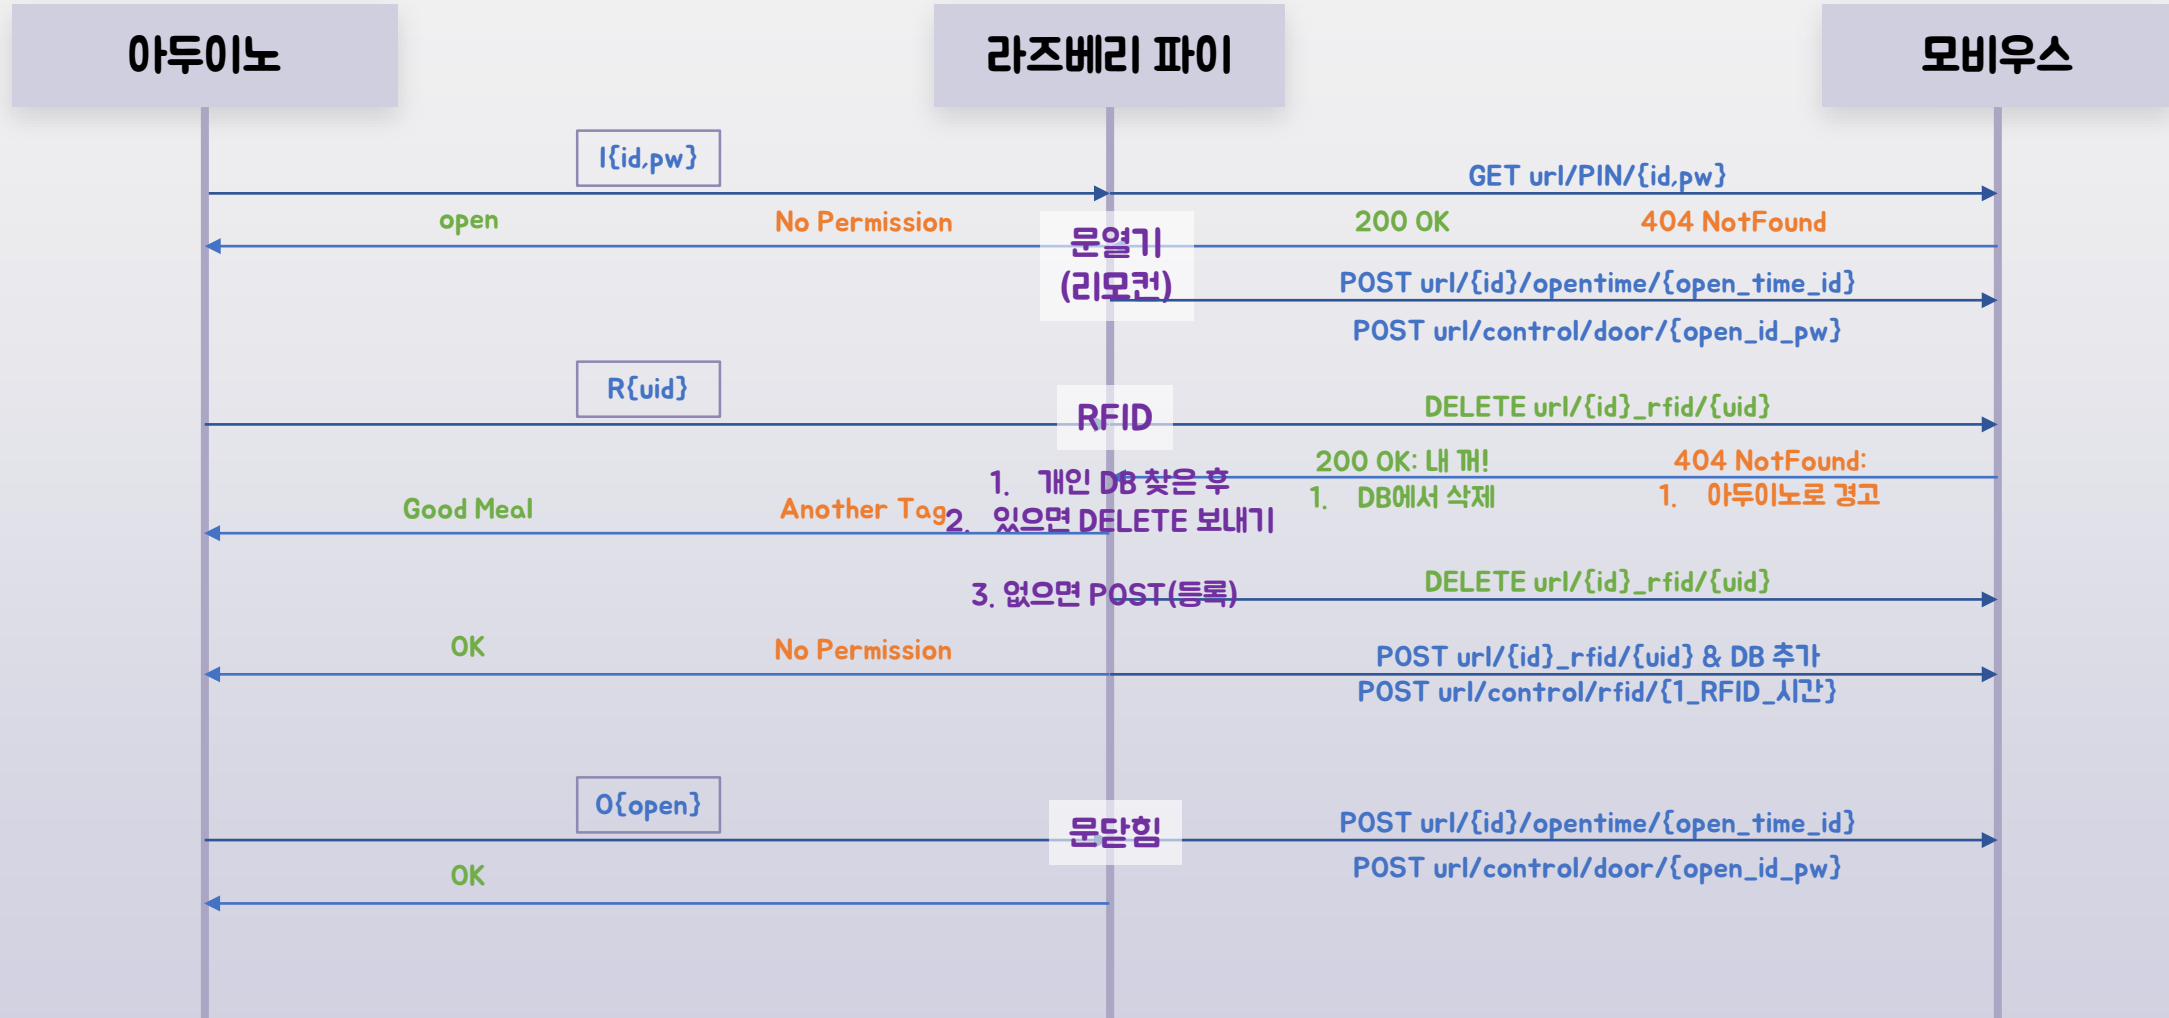 아두이노
라즈베리 파이
모비우스
I{id,pw}
GET url/PIN/{id,pw}
open
No Permission
문열기
(리모컨)
200 OK
404 NotFound
POST url/{id}/opentime/{open_time_id}
POST url/control/door/{open_id_pw}
R{uid}
RFID
DELETE url/{id}_rfid/{uid}
1. 개인 DB 찾은 후
2. 있으면 DELETE 보내기
200 OK: 내 꺼!
1. DB에서 삭제
404 NotFound:
1. 아두이노로 경고
Good Meal
Another Tag
3. 없으면 POST(등록)
DELETE url/{id}_rfid/{uid}
OK
No Permission
POST url/{id}_rfid/{uid} & DB 추가
POST url/control/rfid/{1_RFID_시간}
O{open}
문닫힘
POST url/{id}/opentime/{open_time_id}
POST url/control/door/{open_id_pw}
OK